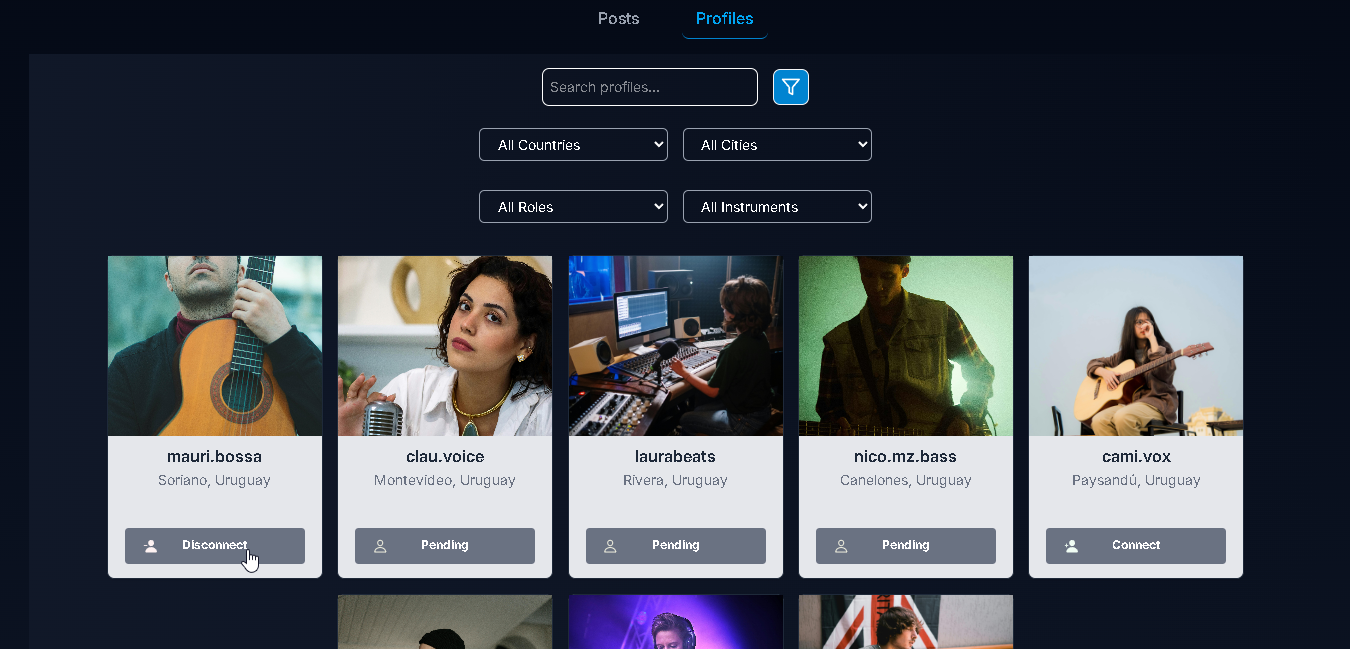 Posts Profiles
Search profiles...
All Countries All Cities
All Roles All Instruments
mauri.bossa clau.voice laurabeats nico.mz.bass cami.vox
Soriano, Uruguay Montevideo, Uruguay Rivera, Uruguay Canelones, Uruguay Paysandú, Uruguay
Disconnect Pending Pending Pending Connect